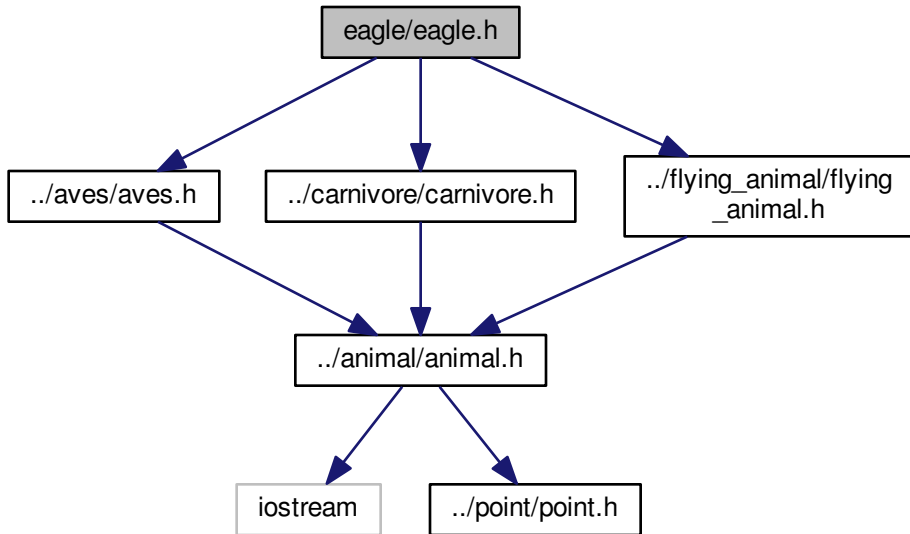 eagle/eagle.h
../aves/aves.h
../carnivore/carnivore.h
../flying_animal/flying
_animal.h
../animal/animal.h
iostream
../point/point.h